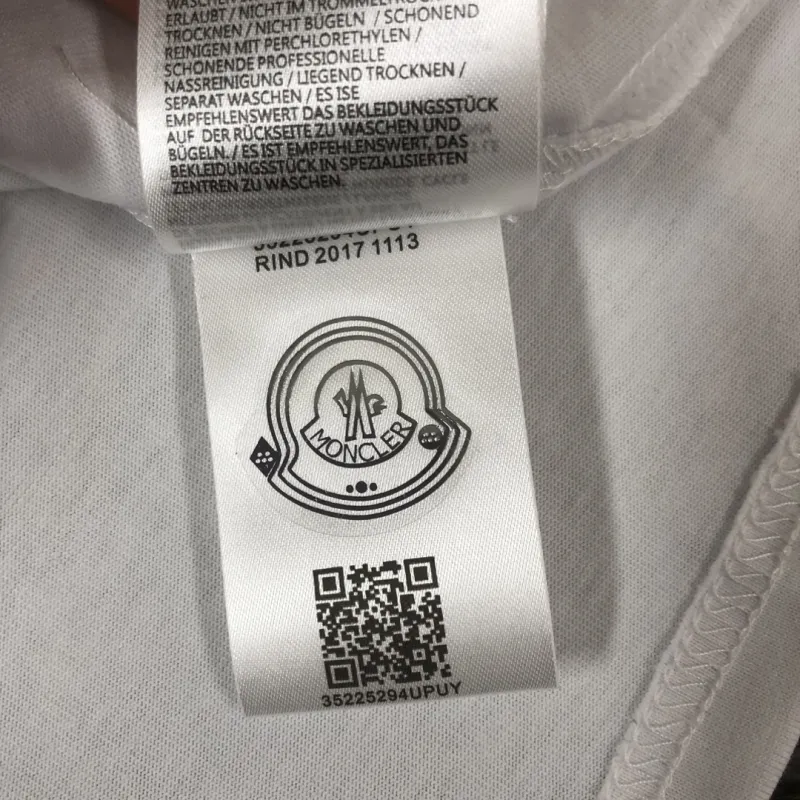 ERLAUBT / NICHT IM TROMMELTROCKNER
TROCKNEN / NICHT BÜGELN / SCHONEND
REINIGEN MIT PERCHLORETHYLEN /
SCHONENDE PROFESSIONELLE
NASSREINIGUNG / LIEGEND TROCKNEN /
SEPARAT WASCHEN / ES ISE
EMPFEHLENSWERT DAS BEKLEIDUNGSSTÜCK
AUF DER RÜCKSEITE ZU WASCHEN UND
BÜGELN. / ES IST EMPFEHLENSWERT, DAS
BEKLEIDUNGSSTÜCK IN SPEZIALISIERTEN
ZENTREN ZU WASCHEN.
RIND 2017 1113
MONCLER
35225294UPUY